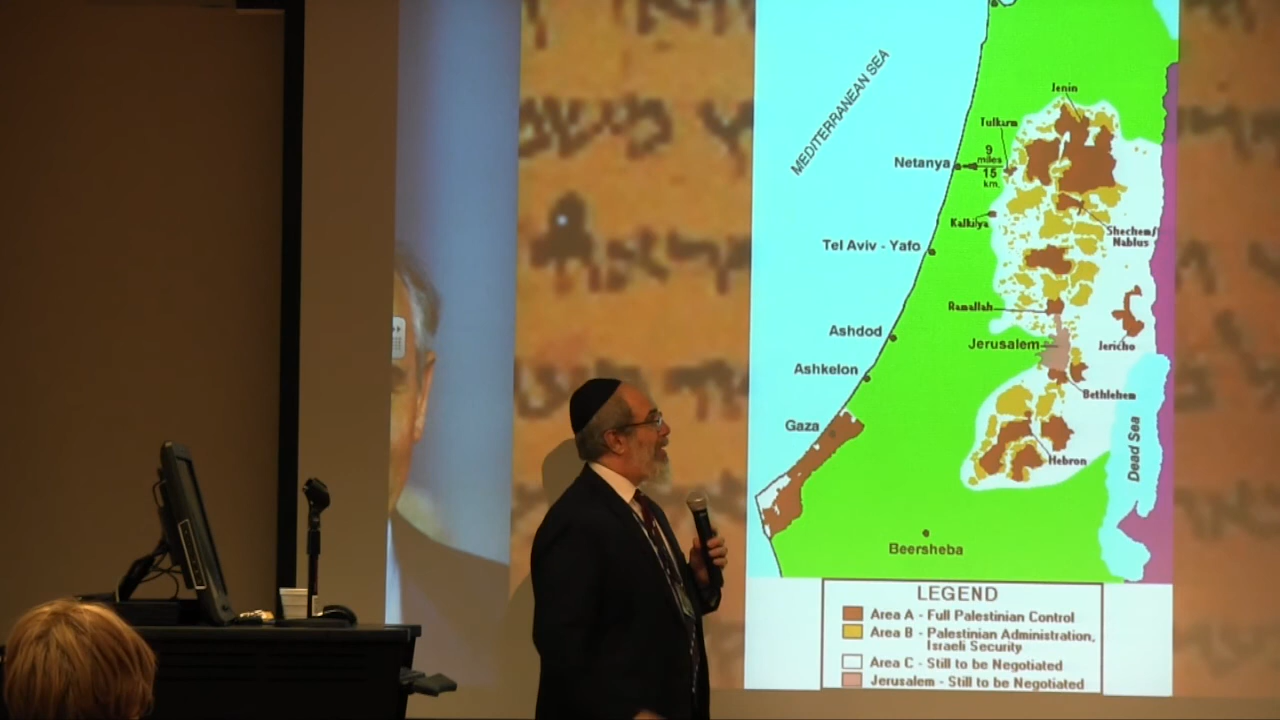 MEDITERRANEAN SEA
Jenin
Tulkarm
9
miles
15
km.
Netanya
Kalkilya
Shechem/
Nablus
Tel Aviv - Yafo
Ramallah
Ashdod
Jerusalem
Jericho
Ashkelon
Bethlehem
Gaza
Dead Sea
Hebron
Beersheba
LEGEND
Area A - Full Palestinian Control
Area B - Palestinian Administration,
Israeli Security
Area C - Still to be Negotiated
Jerusalem - Still to be Negotiated